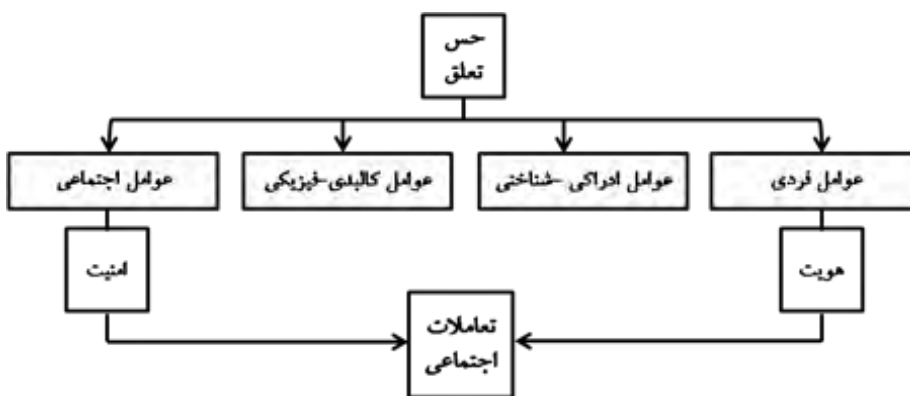 حس
تعلق
عوامل فردی
عوامل ادراکی -شناختی
عوامل کالبدی-فیزیکی
عوامل اجتماعی
هویت
امنیت
تعاملات
اجتماعی